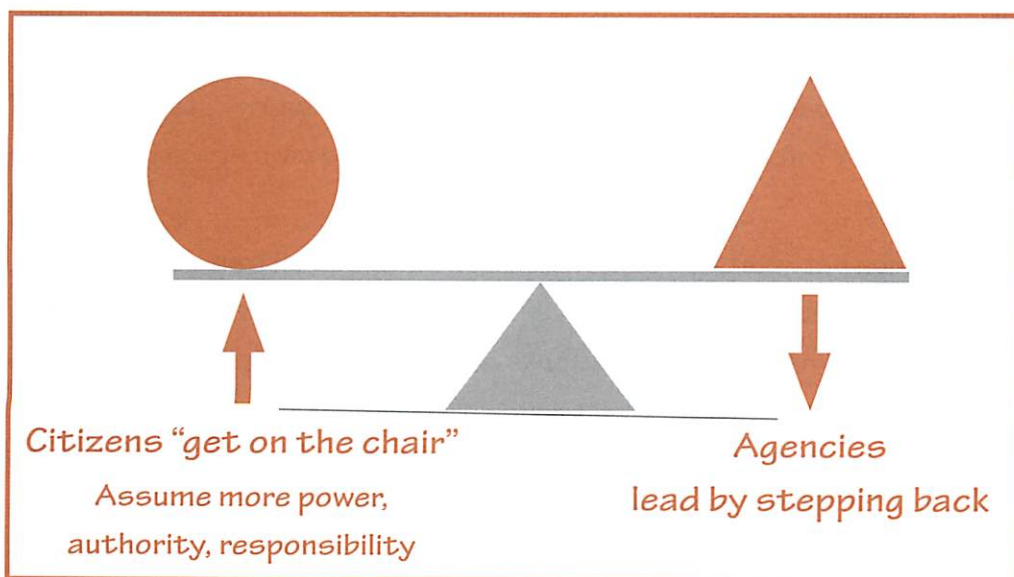 Citizens “get on the chair”
Assume more power,
authority, responsibility
Agencies
lead by stepping back